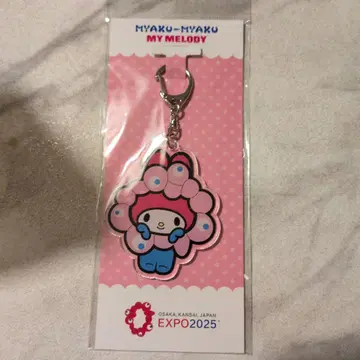 MYAKU-MYAKU
MY MELODY
OSAKA, KANSAI, JAPAN
EXPO2025